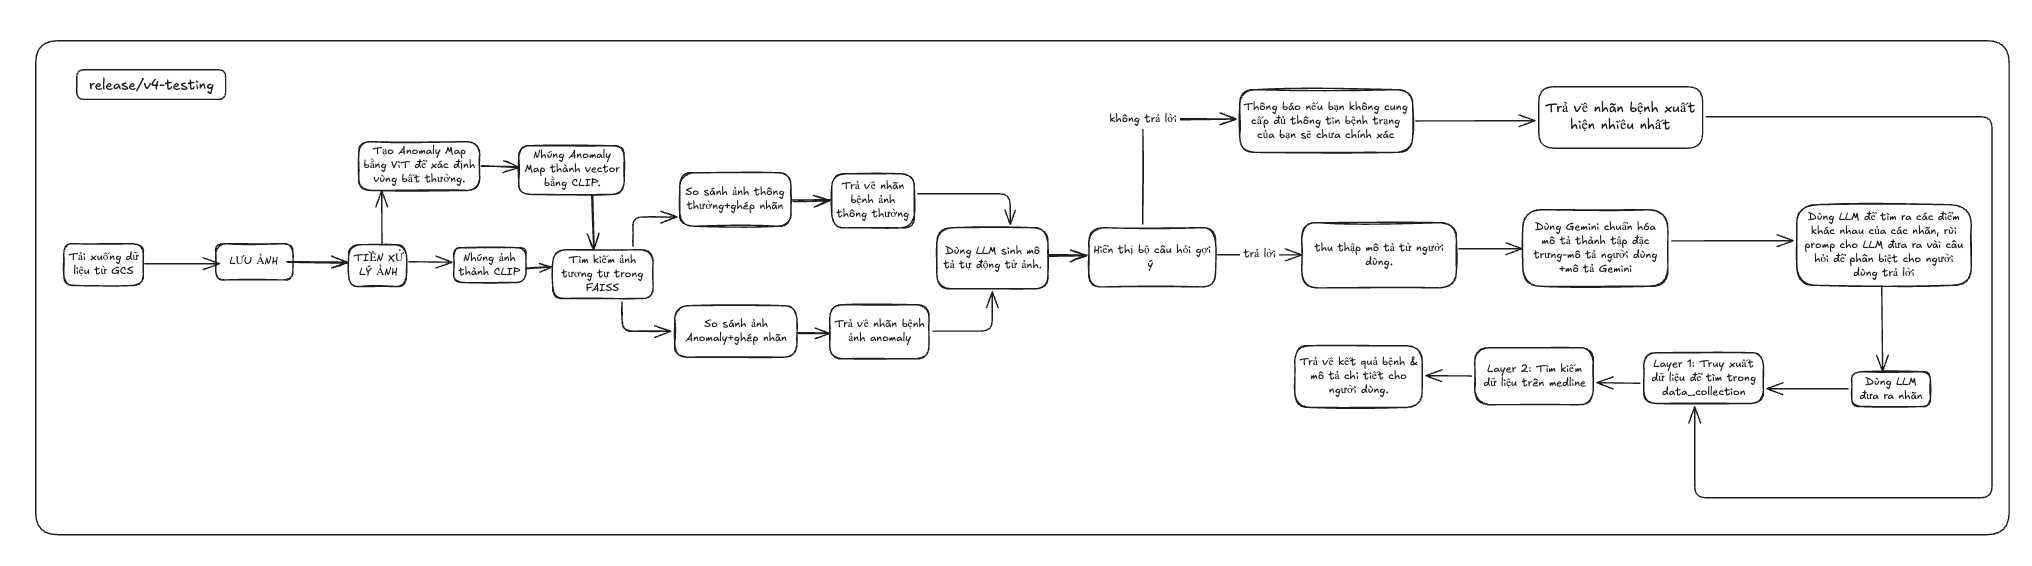 release/v4-testing
Tải xuống dữ
liệu từ GCS
LƯU ẢNH
TIỀN XỬ
LÝ ẢNH
Tạo Anomaly Map
bằng ViT để xác định
vùng bất thường.
Nhúng Anomaly
Map thành vector
bằng CLIP.
Nhúng ảnh
thành CLIP
Tìm kiếm ảnh
tương tự trong
FAISS
So sánh ảnh thông
thường+ghép nhãn
Trả về nhãn
bệnh ảnh
thông thường
So sánh ảnh
Anomaly+ghép nhãn
Trả về nhãn bệnh
ảnh anomaly
Dùng LLM sinh mô
tả tự động từ ảnh.
Hiển thị bộ câu hỏi gợi
ý
không trả lời
Thông báo nếu bạn không cung
cấp đủ thông tin bệnh trạng
của bạn sẽ chưa chính xác
Trả về nhãn bệnh xuất
hiện nhiều nhất
trả lời
thu thập mô tả từ người
dùng.
Dùng Gemini chuẩn hóa
mô tả thành tập đặc
trưng-mô tả người dùng
+mô tả Gemini
Dùng LLM để tìm ra các điểm
khác nhau của các nhãn, rùi
promp cho LLM đưa ra vài câu
hỏi để phân biệt cho người
dùng trả lời
Dùng LLM
đưa ra nhãn
Layer 1: Truy xuất
dữ liệu để tìm trong
data_collection
Layer 2: Tìm kiếm
dữ liệu trên medline
Trả về kết quả bệnh &
mô tả chi tiết cho
người dùng.